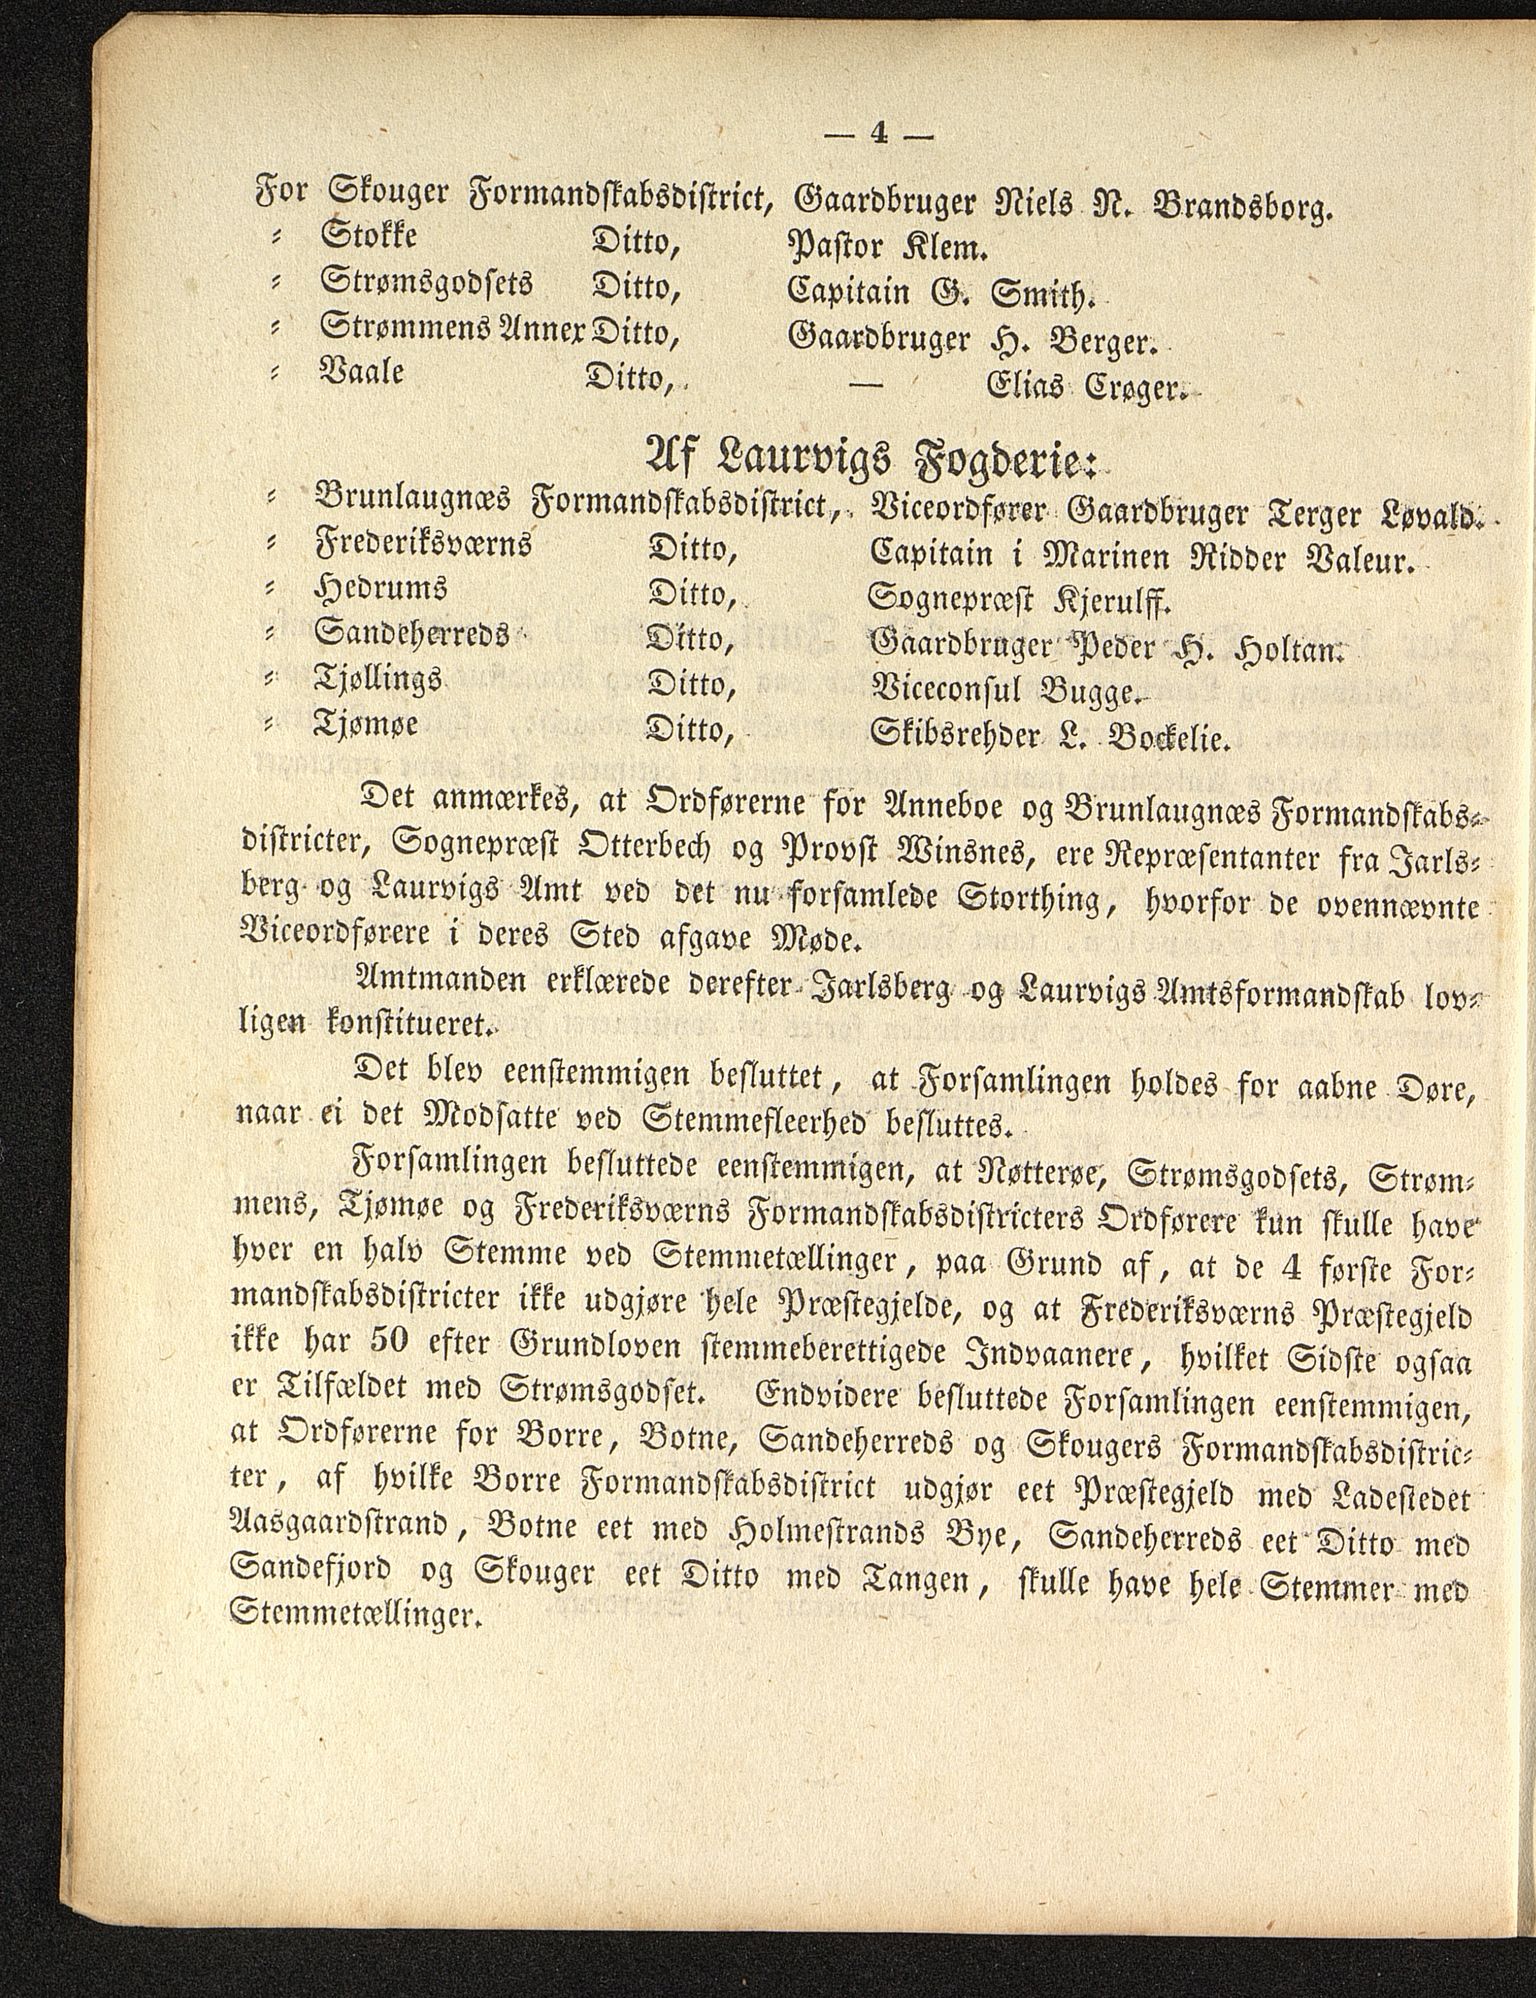 — 4 —
For Skouger Formandskabsdistrict, Gaardbruger Niels N. Brandsborg.
⸗ Stokke Ditto, Pastor Klem.
⸗ Strømsgodsets Ditto, Capitain G. Smith.
⸗ Strømmens Annex Ditto, Gaardbruger H. Berger.
⸗ Vaale Ditto, — Elias Crøger.
Af Laurvigs Fogderie:
⸗ Brunlaugnæs Formandskabsdistrict, Viceordfører Gaardbruger Terger Løvald.
⸗ Frederiksværns Ditto, Capitain i Marinen Ridder Valeur.
⸗ Hedrums Ditto, Sognepræst Kjerulff.
⸗ Sandeherreds Ditto, Gaardbruger Peder H. Holtan.
⸗ Tjøllings Ditto, Viceconsul Bugge.
⸗ Tjømøe Ditto, Skibsrehder L. Bockelie.
Det anmærkes, at Ordførerne for Anneboe og Brunlaugnæs Formandskabs⸗
districter, Sognepræst Otterbech og Provst Winsnes, ere Repræsentanter fra Jarls⸗
berg og Laurvigs Amt ved det nu forsamlede Storthing, hvorfor de ovennævnte
Viceordførere i deres Sted afgave Møde.
Amtmanden erklærede derefter Jarlsberg og Laurvigs Amtsformandskab lov⸗
ligen konstitueret.
Det blev eenstemmigen besluttet, at Forsamlingen holdes for aabne Døre,
naar ei det Modsatte ved Stemmefleerhed besluttes.
Forsamlingen besluttede eenstemmigen, at Nøtterøe, Strømsgodsets, Strøm⸗
mens, Tjømøe og Frederiksværns Formandskabsdistricters Ordførere kun skulle have
hver en halv Stemme ved Stemmetællinger, paa Grund af, at de 4 første For⸗
mandskabsdistricter ikke udgjøre hele Præstegjelde, og at Frederiksværns Præstegjeld
ikke har 50 efter Grundloven stemmeberettigede Indvaanere, hvilket Sidste ogsaa
er Tilfældet med Strømsgodset. Endvidere besluttede Forsamlingen eenstemmigen,
at Ordførerne for Borre, Botne, Sandeherreds og Skougers Formandskabsdistric⸗
ter, af hvilke Borre Formandskabsdistrict udgjør eet Præstegjeld med Ladestedet
Aasgaardstrand, Botne eet med Holmestrands Bye, Sandeherreds eet Ditto med
Sandefjord og Skouger eet Ditto med Tangen, skulle have hele Stemmer med
Stemmetællinger.